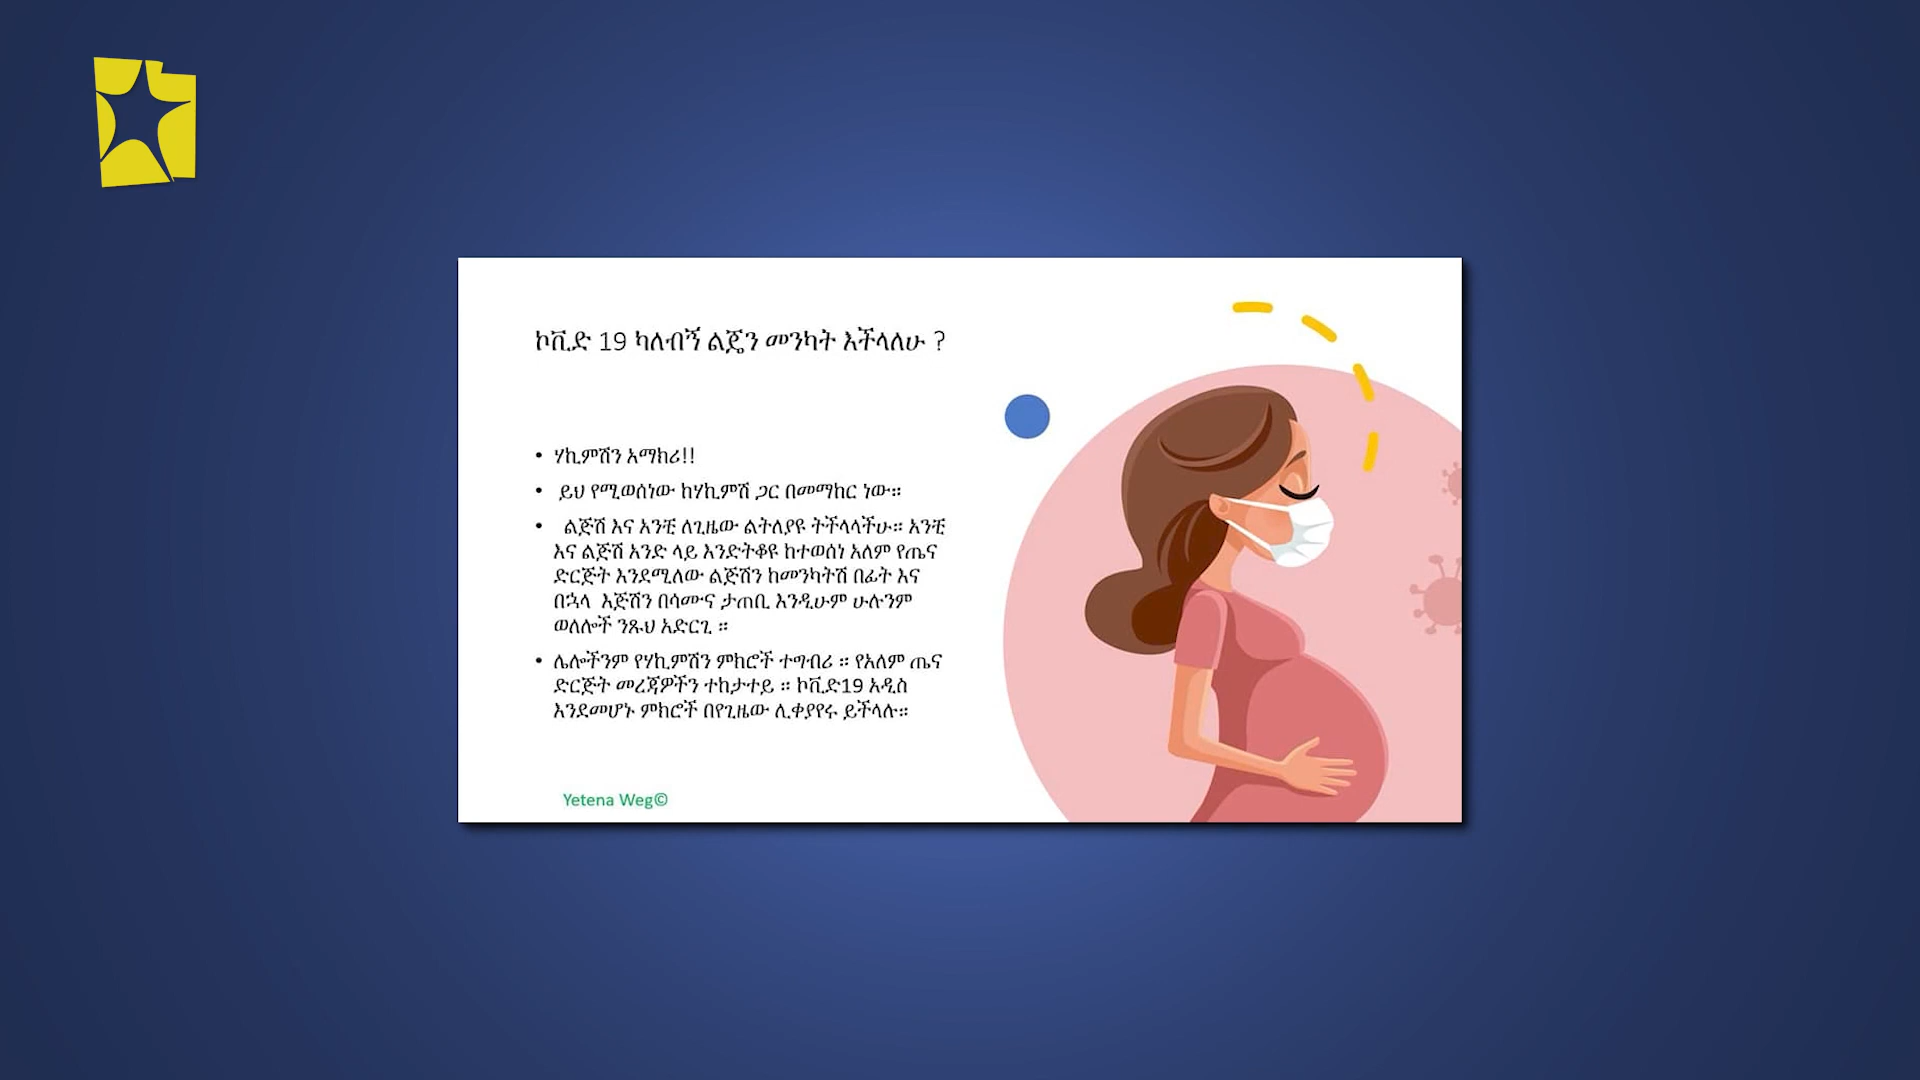 ኮቪድ 19 ካለብኝ ልጄን መንካት እችላለሁ ?
• ሃኪምሽን አማክሪ!!
• ይህ የሚወሰነው ከሃኪምሽ ጋር በመማከር ነው።
• ልጅሽ እና አንቺ ለጊዜው ልትለያዩ ትችላላችሁ። አንቺ
እና ልጅሽ አንድ ላይ እንድትቆዩ ከተወሰነ አለም የጤና
ድርጅት እንደሚለው ልጅሽን ከመንካትሽ በፊት እና
በኋላ እጅሽን በሳሙና ታጠቢ እንዲሁም ሁሉንም
ወለሎች ንጹህ አድርጊ ።
• ሌሎችንም የሃኪምሽን ምክሮች ተግብሪ ። የአለም ጤና
ድርጅት መረጃዎችን ተከታተይ ። ኮቪድ19 አዲስ
እንደመሆኑ ምክሮች በየጊዜው ሊቀያየሩ ይችላሉ።
Yetena Weg©